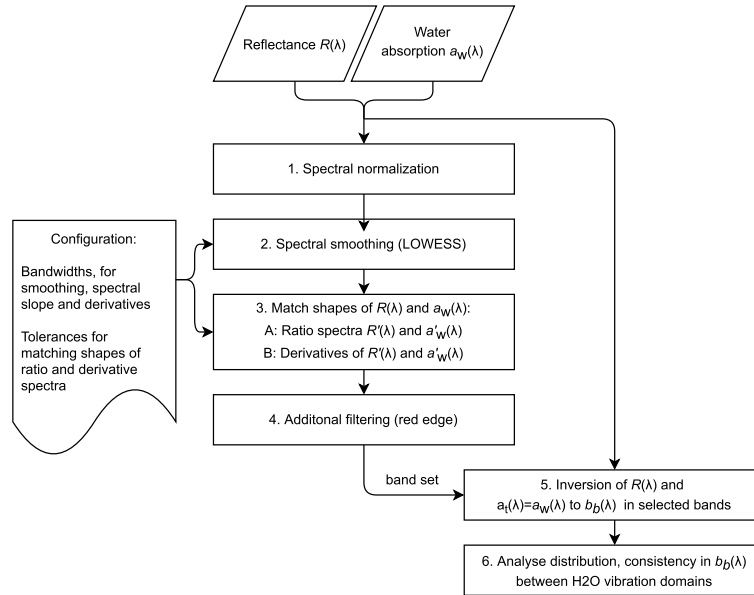 Reflectance R(λ)
Water
absorption aw(λ)
1. Spectral normalization
Configuration:
Bandwidths, for
smoothing, spectral
slope and derivatives
Tolerances for
matching shapes of
ratio and derivative
spectra
2. Spectral smoothing (LOWESS)
3. Match shapes of R(λ) and aw(λ):
A: Ratio spectra R'(λ) and a'w(λ)
B: Derivatives of R'(λ) and a'w(λ)
4. Additonal filtering (red edge)
band set
5. Inversion of R(λ) and
at(λ)=aw(λ) to bb(λ) in selected bands
6. Analyse distribution, consistency in bb(λ)
between H2O vibration domains